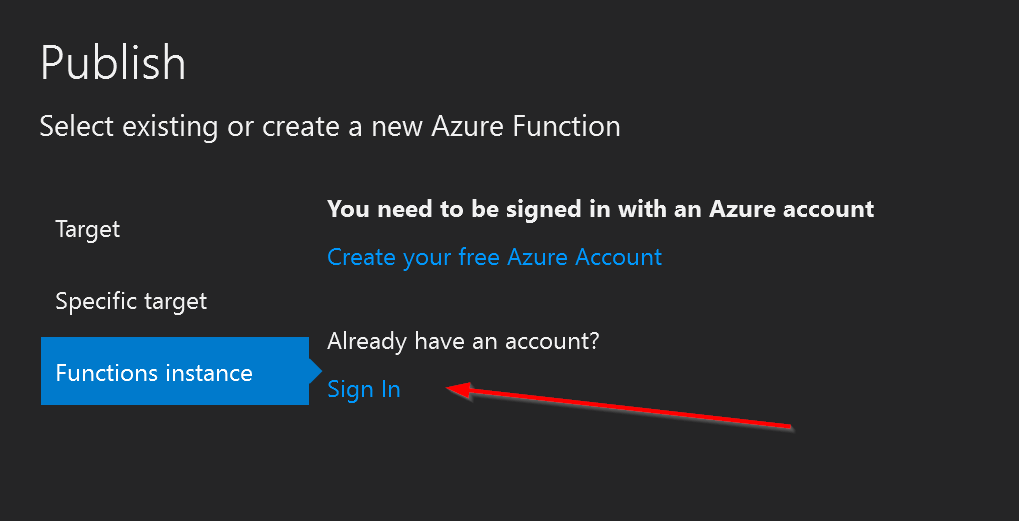 Publish
Select existing or create a new Azure Function
Target
Specific target
Functions instance
You need to be signed in with an Azure account
Create your free Azure Account
Already have an account?
Sign In